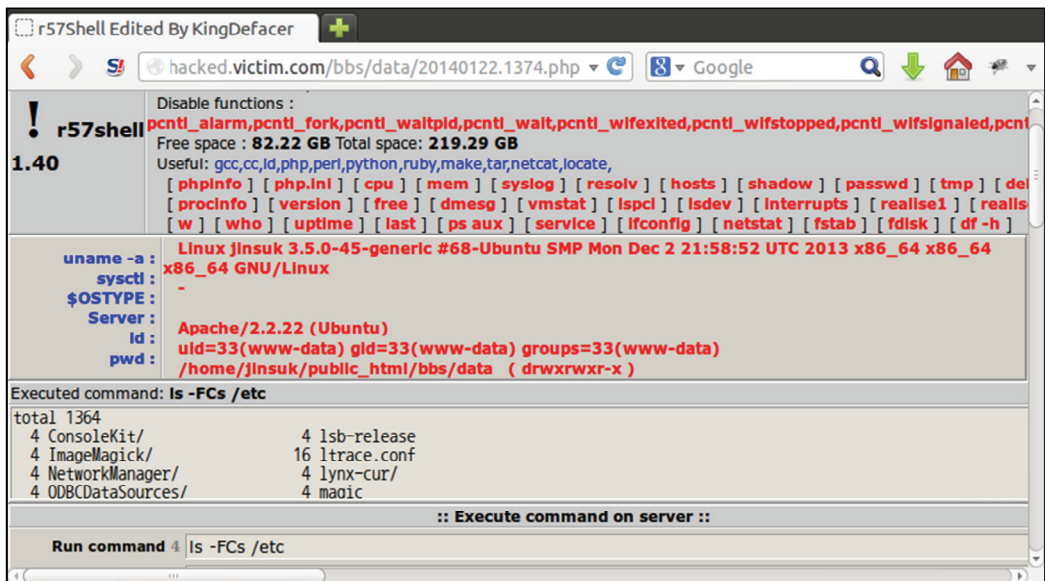 r57Shell Edited By KingDefacer
S! hacked.victim.com/bbs/data/20140122.1374.php Google
Disable functions :
! r57shell 1.40
pcntl_alarm,pcntl_fork,pcntl_waitpid,pcntl_wait,pcntl_wifexited,pcntl_wifstopped,pcntl_wifsignaled,pcnt
Free space : 82.22 GB Total space: 219.29 GB
Useful: gcc,cc,ld,php,perl,python,ruby,make,tar,netcat,locate,
[ phpinfo ] [ php.ini ] [ cpu ] [ mem ] [ syslog ] [ resolv ] [ hosts ] [ shadow ] [ passwd ] [ tmp ] [ del
[ procinfo ] [ version ] [ free ] [ dmesg ] [ vmstat ] [ lspci ] [ lsdev ] [ interrupts ] [ realise1 ] [ realis
[ w ] [ who ] [ uptime ] [ last ] [ ps aux ] [ service ] [ ifconfig ] [ netstat ] [ fstab ] [ fdisk ] [ df -h ]
uname -a : Linux jinsuk 3.5.0-45-generic #68-Ubuntu SMP Mon Dec 2 21:58:52 UTC 2013 x86_64 x86_64
x86_64 GNU/Linux
sysctl : -
$OSTYPE :
Server : Apache/2.2.22 (Ubuntu)
id : uid=33(www-data) gid=33(www-data) groups=33(www-data)
pwd : /home/jinsuk/public_html/bbs/data ( drwxrwxr-x )
Executed command: ls -FCs /etc
total 1364
4 ConsoleKit/ 4 lsb-release
4 ImageMagick/ 16 ltrace.conf
4 NetworkManager/ 4 lynx-cur/
4 ODBCDataSources/ 4 magic
:: Execute command on server ::
Run command 4 ls -FCs /etc